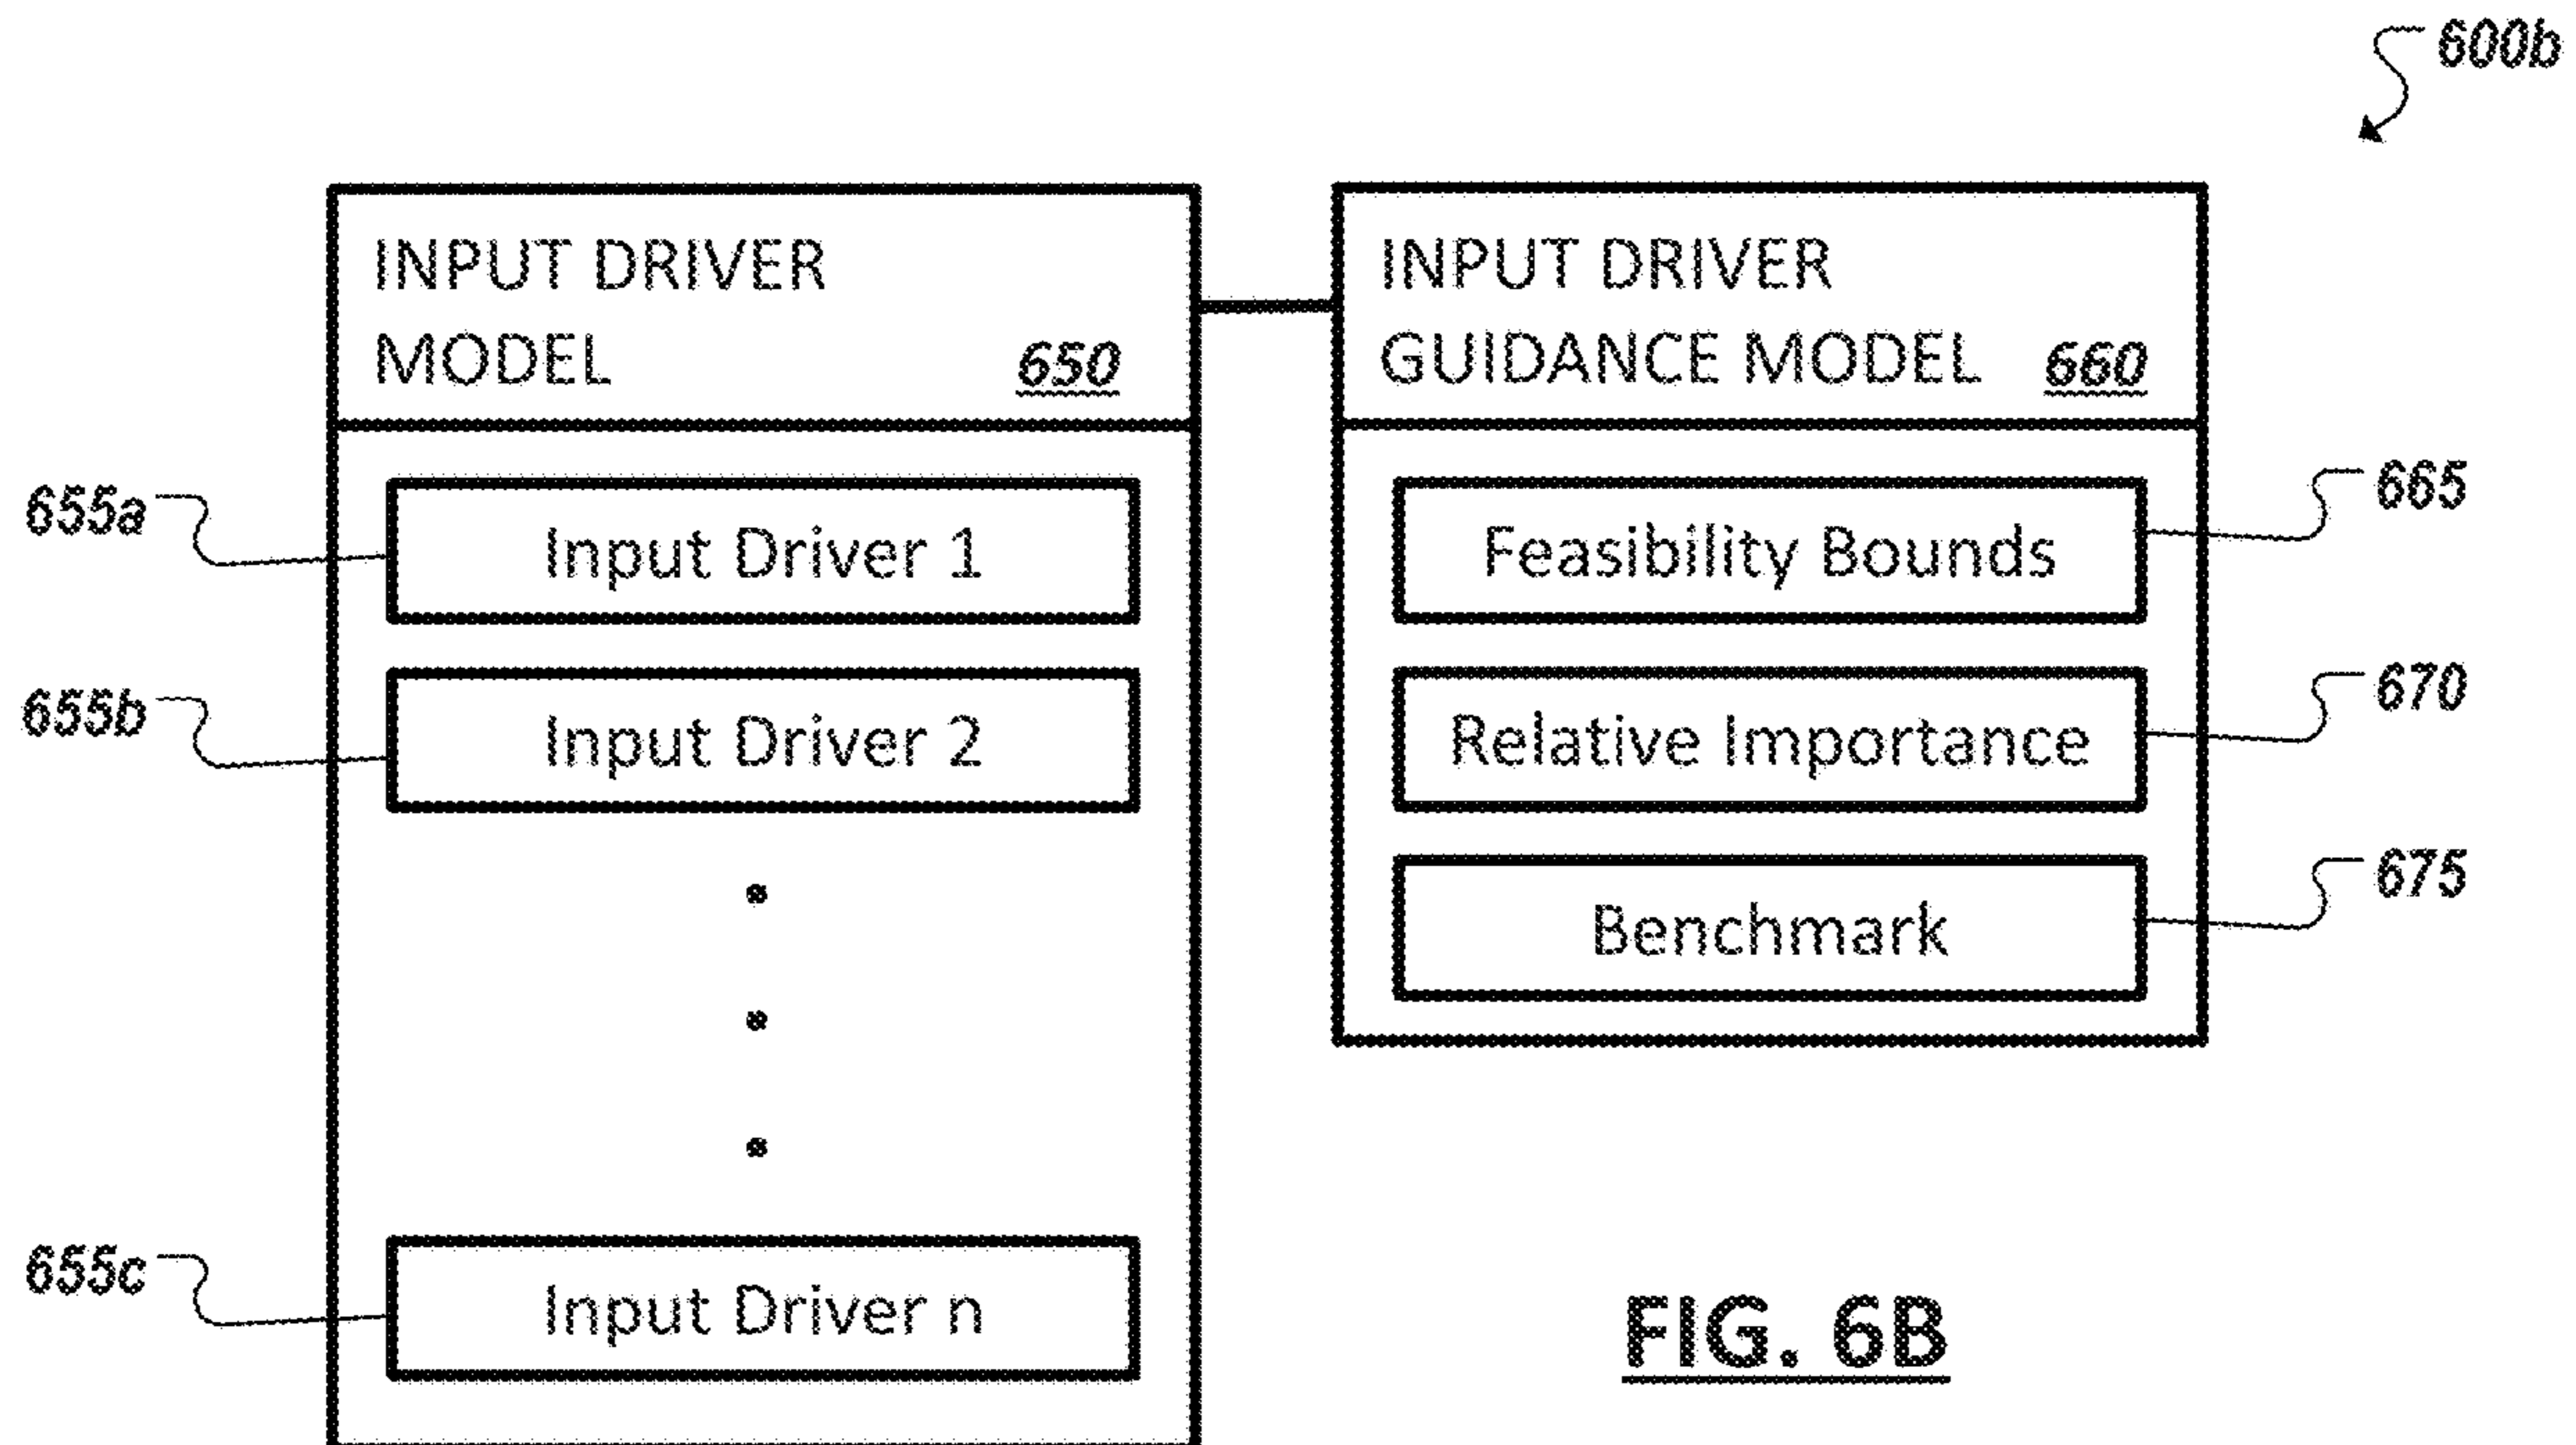 600b
INPUT DRIVER
MODEL 650
INPUT DRIVER
GUIDANCE MODEL 660
655a
Input Driver 1
655b
Input Driver 2
655c
Input Driver n
Feasibility Bounds
665
Relative Importance
670
Benchmark
675
FIG. 6B